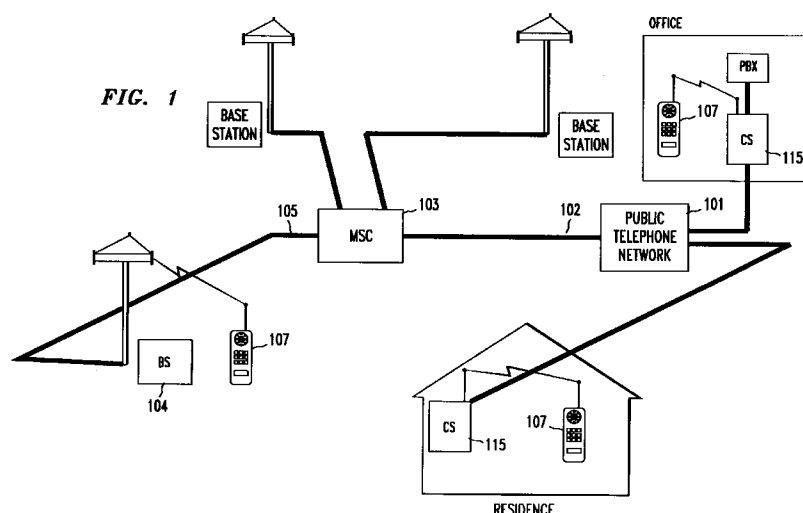 OFFICE
PBX
FIG. 1
107
BASE
STATION
BASE
STATION
CS
115
103
101
105
102
MSC
PUBLIC
TELEPHONE
NETWORK
107
BS
104
107
CS
115
RESIDENCE